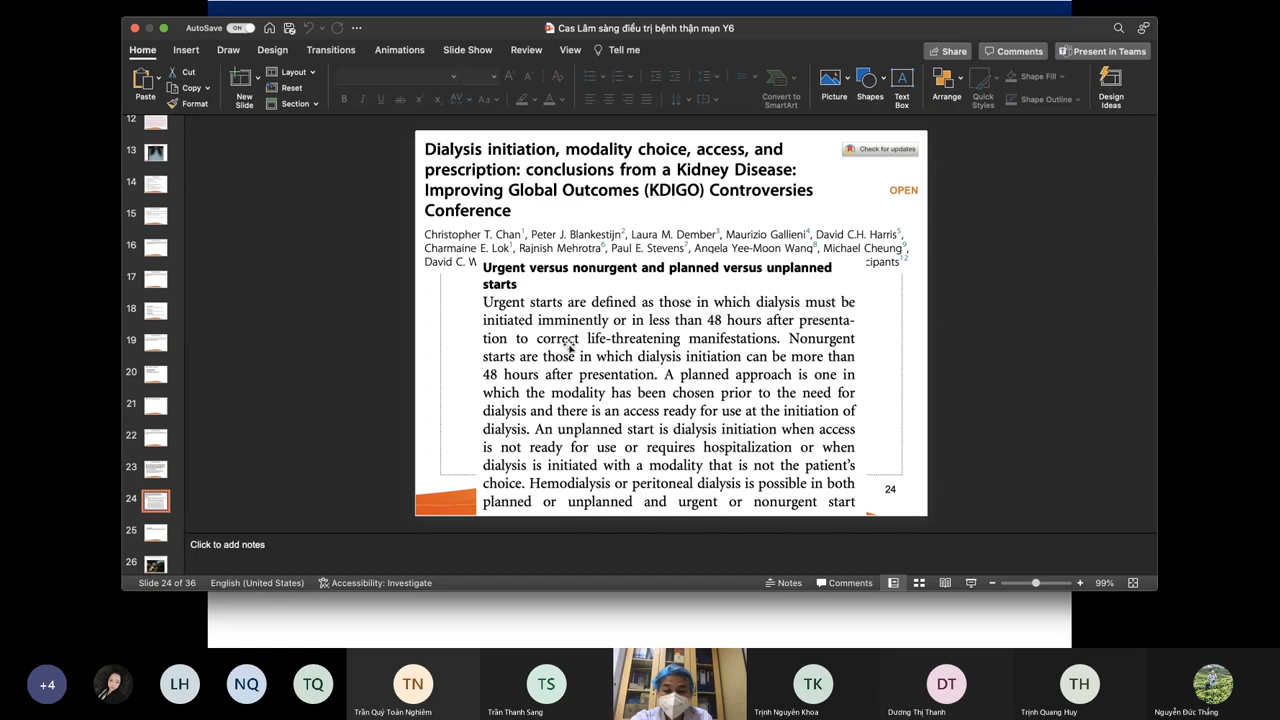 AutoSave ON
Cas Lâm sàng điều trị bệnh thận mạn Y6
Home Insert Draw Design Transitions Animations Slide Show Review View Tell me
Share Comments Present in Teams
Paste
Cut
Copy
Format
New Slide
Layout
Reset
Section
Convert to SmartArt
Picture
Shapes
Text Box
Arrange
Quick Styles
Shape Fill
Shape Outline
Design Ideas
12
13
14
15
16
17
18
19
20
21
22
23
24
25
26
Dialysis initiation, modality choice, access, and
prescription: conclusions from a Kidney Disease:
Improving Global Outcomes (KDIGO) Controversies
Conference
Check for updates
OPEN
Christopher T. Chan1, Peter J. Blankestijn2, Laura M. Dember3, Maurizio Gallieni4, David C.H. Harris5,
Charmaine E. Lok1, Rajnish Mehrotra6, Paul E. Stevens7, Angela Yee-Moon Wang8, Michael Cheung9,
David C. W
cipants12
Urgent versus nonurgent and planned versus unplanned
starts
Urgent starts are defined as those in which dialysis must be
initiated imminently or in less than 48 hours after presenta-
tion to correct life-threatening manifestations. Nonurgent
starts are those in which dialysis initiation can be more than
48 hours after presentation. A planned approach is one in
which the modality has been chosen prior to the need for
dialysis and there is an access ready for use at the initiation of
dialysis. An unplanned start is dialysis initiation when access
is not ready for use or requires hospitalization or when
dialysis is initiated with a modality that is not the patient's
choice. Hemodialysis or peritoneal dialysis is possible in both
planned or unplanned and urgent or nonurgent start
24
Click to add notes
Slide 24 of 36 English (United States) Accessibility: Investigate Notes Comments 99%
+4 LH NQ TQ TN TS TK DT TH
Trần Quý Toàn Nghiêm Trần Thanh Sang Trịnh Nguyên Khoa Dương Thị Thanh Trịnh Quang Huy Nguyễn Đức Thắng